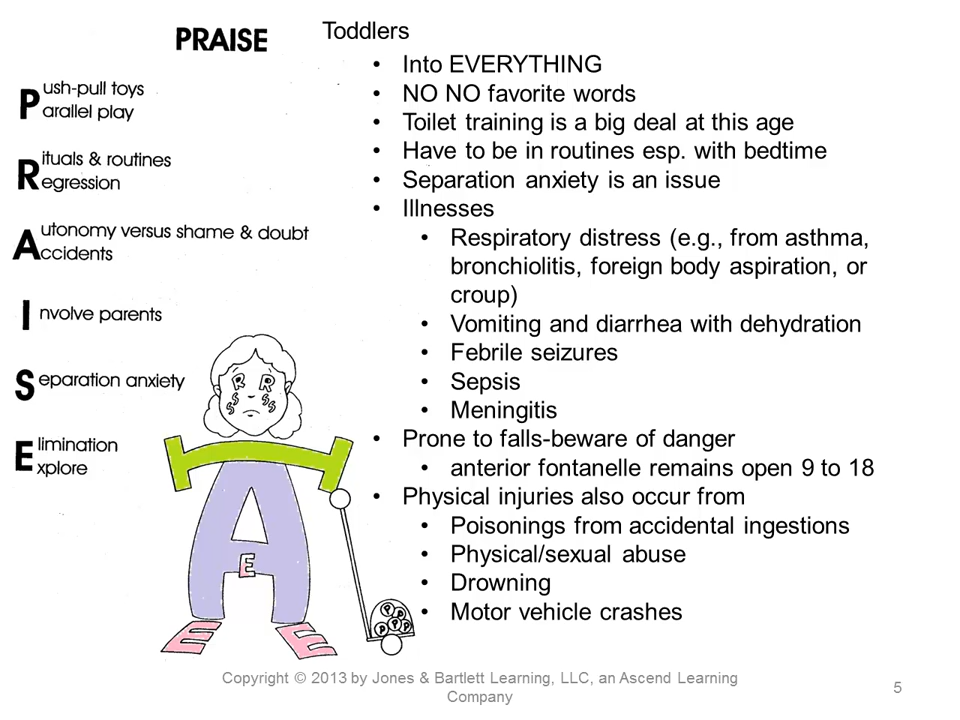 PRAISE
Push-pull toys
Parallel play
Rituals & routines
Regression
Autonomy versus shame & doubt
Accidents
Involve parents
Separation anxiety
Elimination
Explore
R R
S S
S S
I
A
E
E E
P
P P
P P P
Toddlers
• Into EVERYTHING
• NO NO favorite words
• Toilet training is a big deal at this age
• Have to be in routines esp. with bedtime
• Separation anxiety is an issue
• Illnesses
• Respiratory distress (e.g., from asthma,
bronchiolitis, foreign body aspiration, or
croup)
• Vomiting and diarrhea with dehydration
• Febrile seizures
• Sepsis
• Meningitis
• Prone to falls-beware of danger
• anterior fontanelle remains open 9 to 18
• Physical injuries also occur from
• Poisonings from accidental ingestions
• Physical/sexual abuse
• Drowning
• Motor vehicle crashes
Copyright © 2013 by Jones & Bartlett Learning, LLC, an Ascend Learning
Company
5